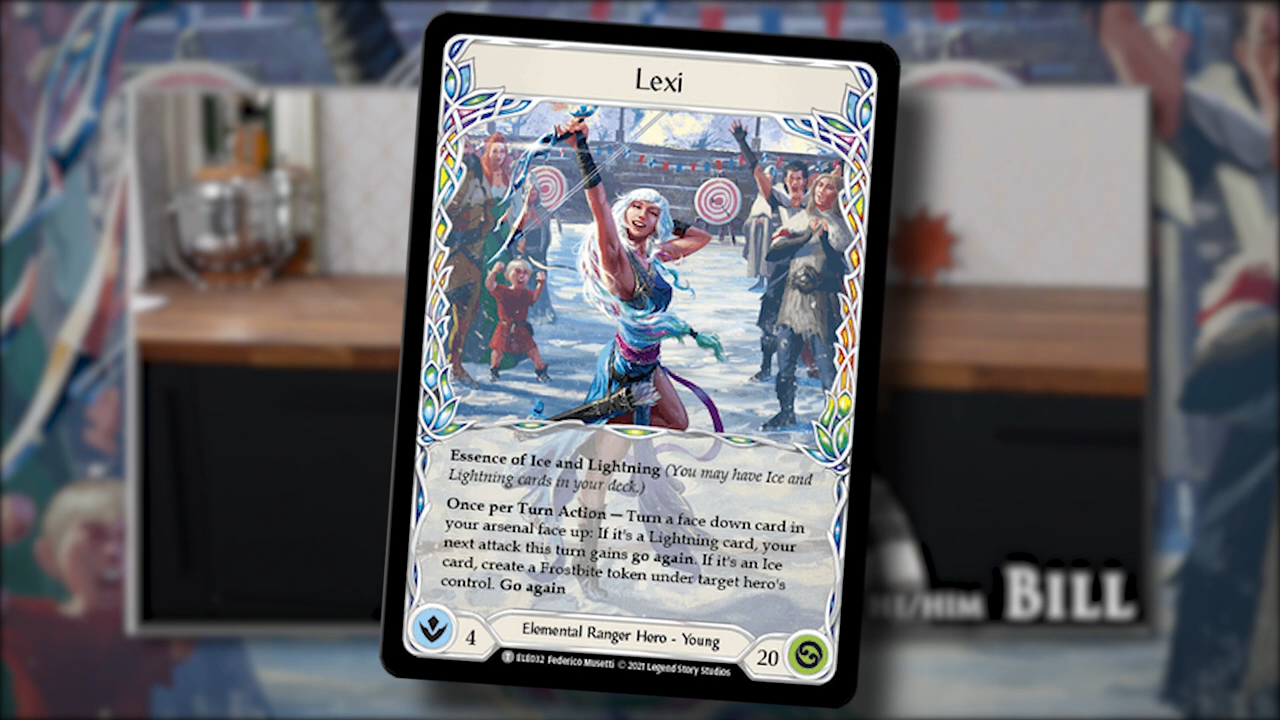 Lexi
Essence of Ice and Lightning (You may have Ice and
Lightning cards in your deck.)
Once per Turn Action — Turn a face down card in
your arsenal face up: If it's a Lightning card, your
next attack this turn gains go again. If it's an Ice
card, create a Frostbite token under target hero's
control. Go again
4
Elemental Ranger Hero - Young
20
T ELE032 Federico Musetti © 2021 Legend Story Studios
HE/HIM BILL